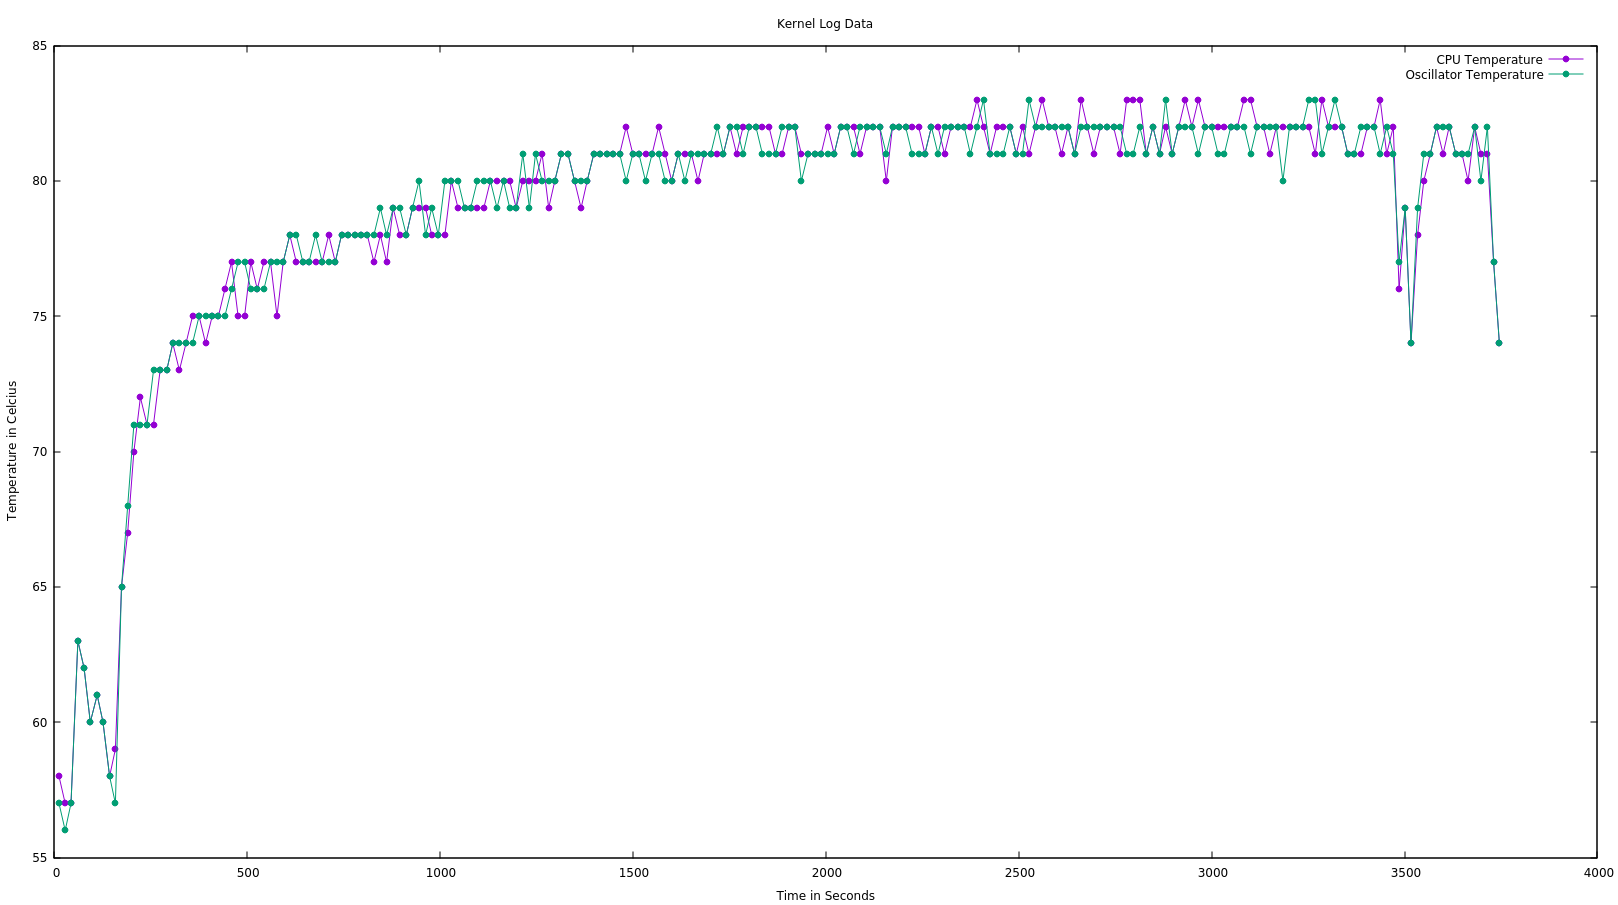 Kernel Log Data
CPU Temperature
Oscillator Temperature
85
80
75
70
65
60
55
Temperature in Celcius
0 500 1000 1500 2000 2500 3000 3500 4000
Time in Seconds